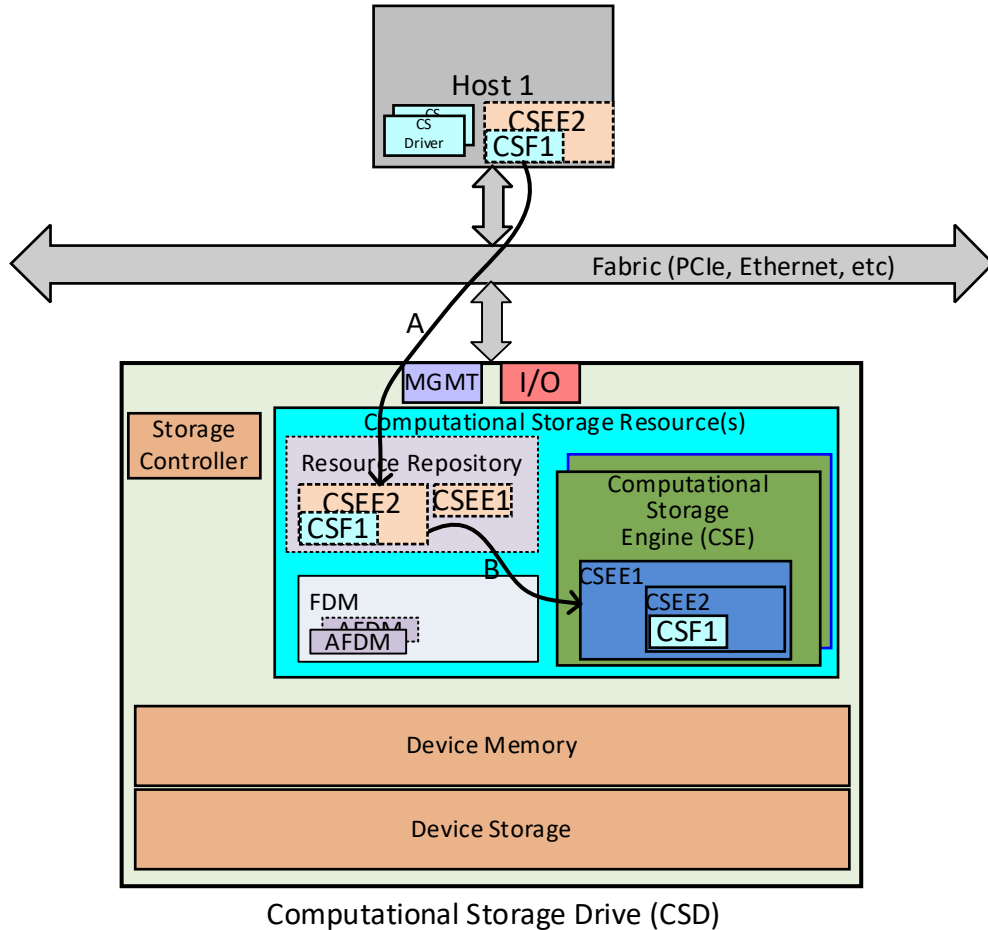 Host 1
CS
CS
Driver
CSEE2
CSF1
Fabric (PCIe, Ethernet, etc)
A
MGMT
I/O
Storage
Controller
Computational Storage Resource(s)
Resource Repository
CSEE2
CSF1
CSEE1
B
Computational
Storage
Engine (CSE)
CSEE1
CSEE2
CSF1
FDM
AFDM
AFDM
Device Memory
Device Storage
Computational Storage Drive (CSD)